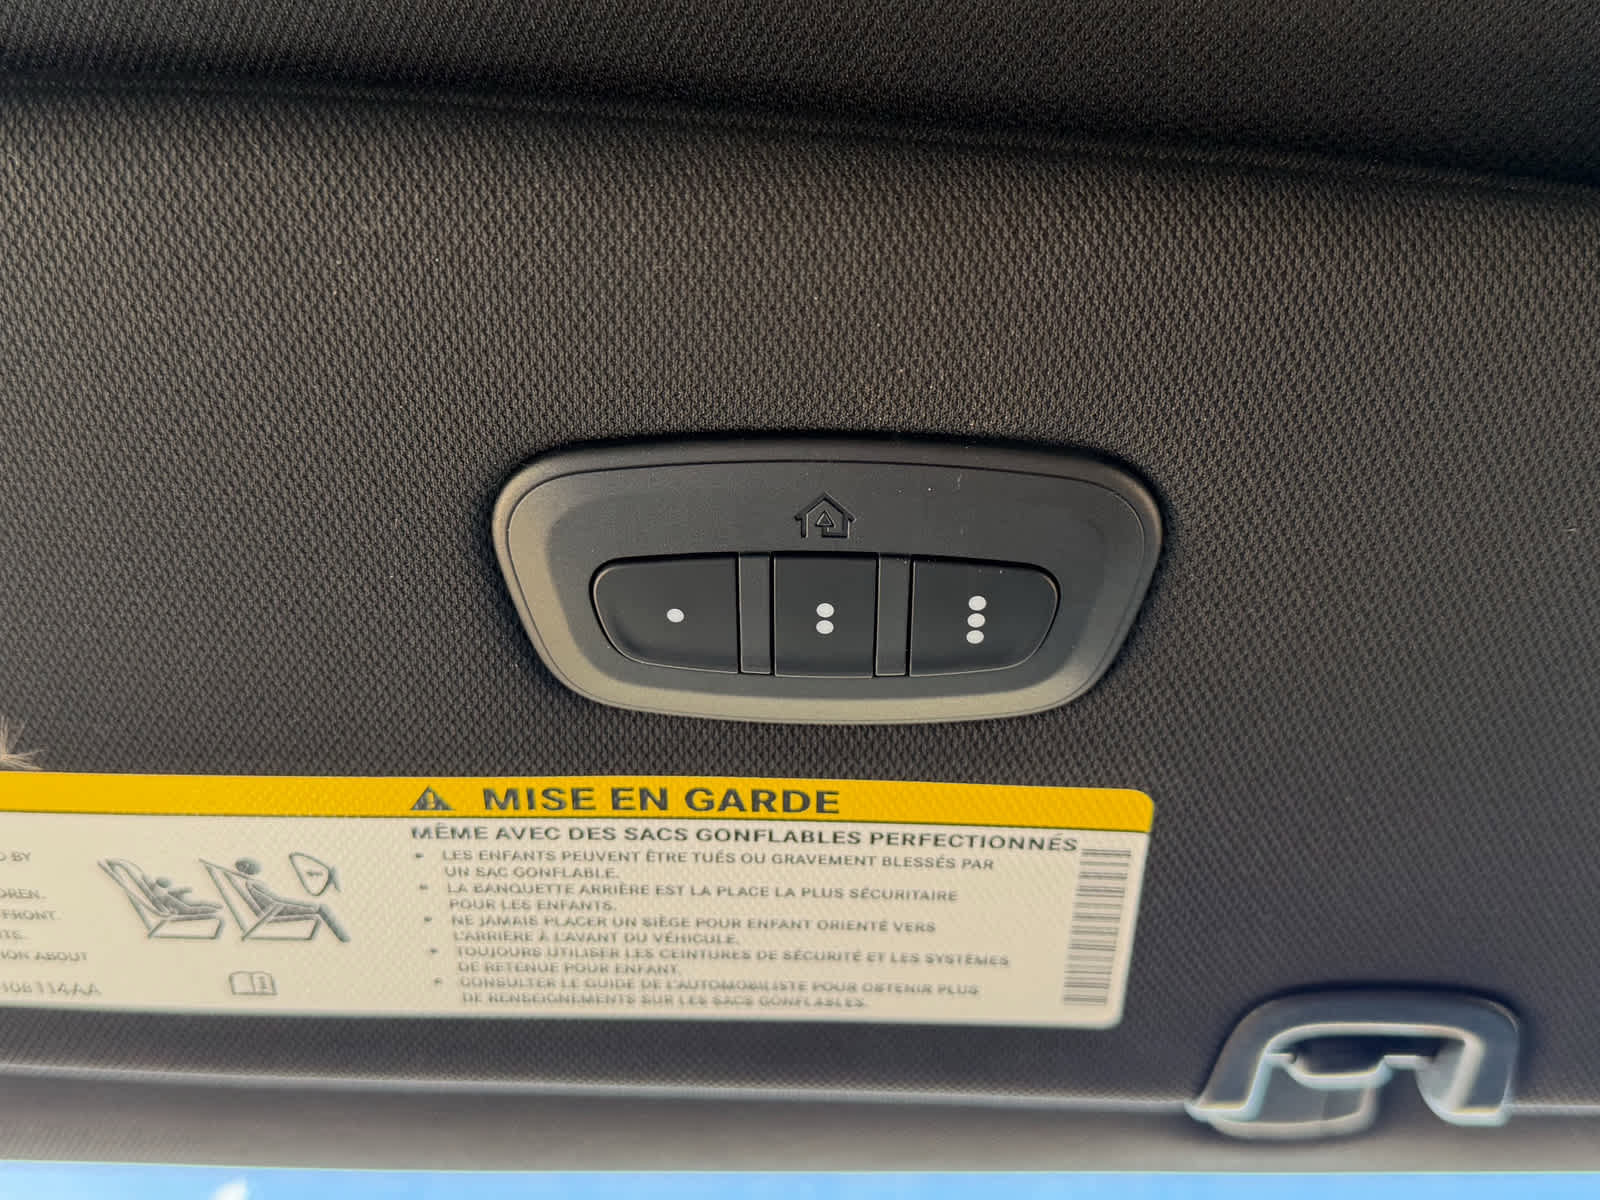 MISE EN GARDE
MÊME AVEC DES SACS GONFLABLES PERFECTIONNÉS
• LES ENFANTS PEUVENT ÊTRE TUÉS OU GRAVEMENT BLESSÉS PAR
UN SAC GONFLABLE.
• LA BANQUETTE ARRIÈRE EST LA PLACE LA PLUS SÉCURITAIRE
POUR LES ENFANTS.
• NE JAMAIS PLACER UN SIÈGE POUR ENFANT ORIENTÉ VERS
L'ARRIÈRE À L'AVANT DU VÉHICULE.
• TOUJOURS UTILISER LES CEINTURES DE SÉCURITÉ ET LES SYSTÈMES
DE RETENUE POUR ENFANT.
• CONSULTER LE GUIDE DE L'AUTOMOBILISTE POUR OBTENIR PLUS
DE RENSEIGNEMENTS SUR LES SACS GONFLABLES.
BY
FRONT.
ABOUT